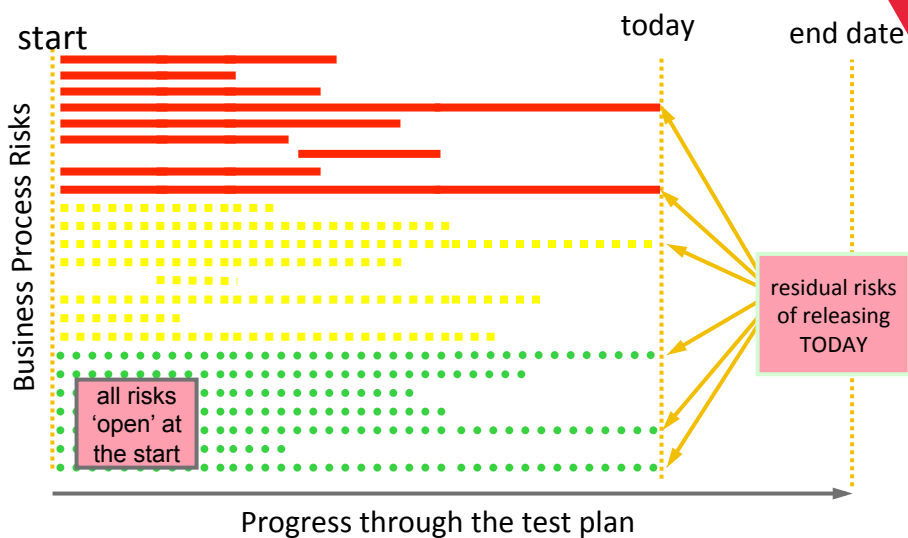 start
today
end date
Business Process Risks
residual risks
of releasing
TODAY
all risks
‘open’ at
the start
Progress through the test plan